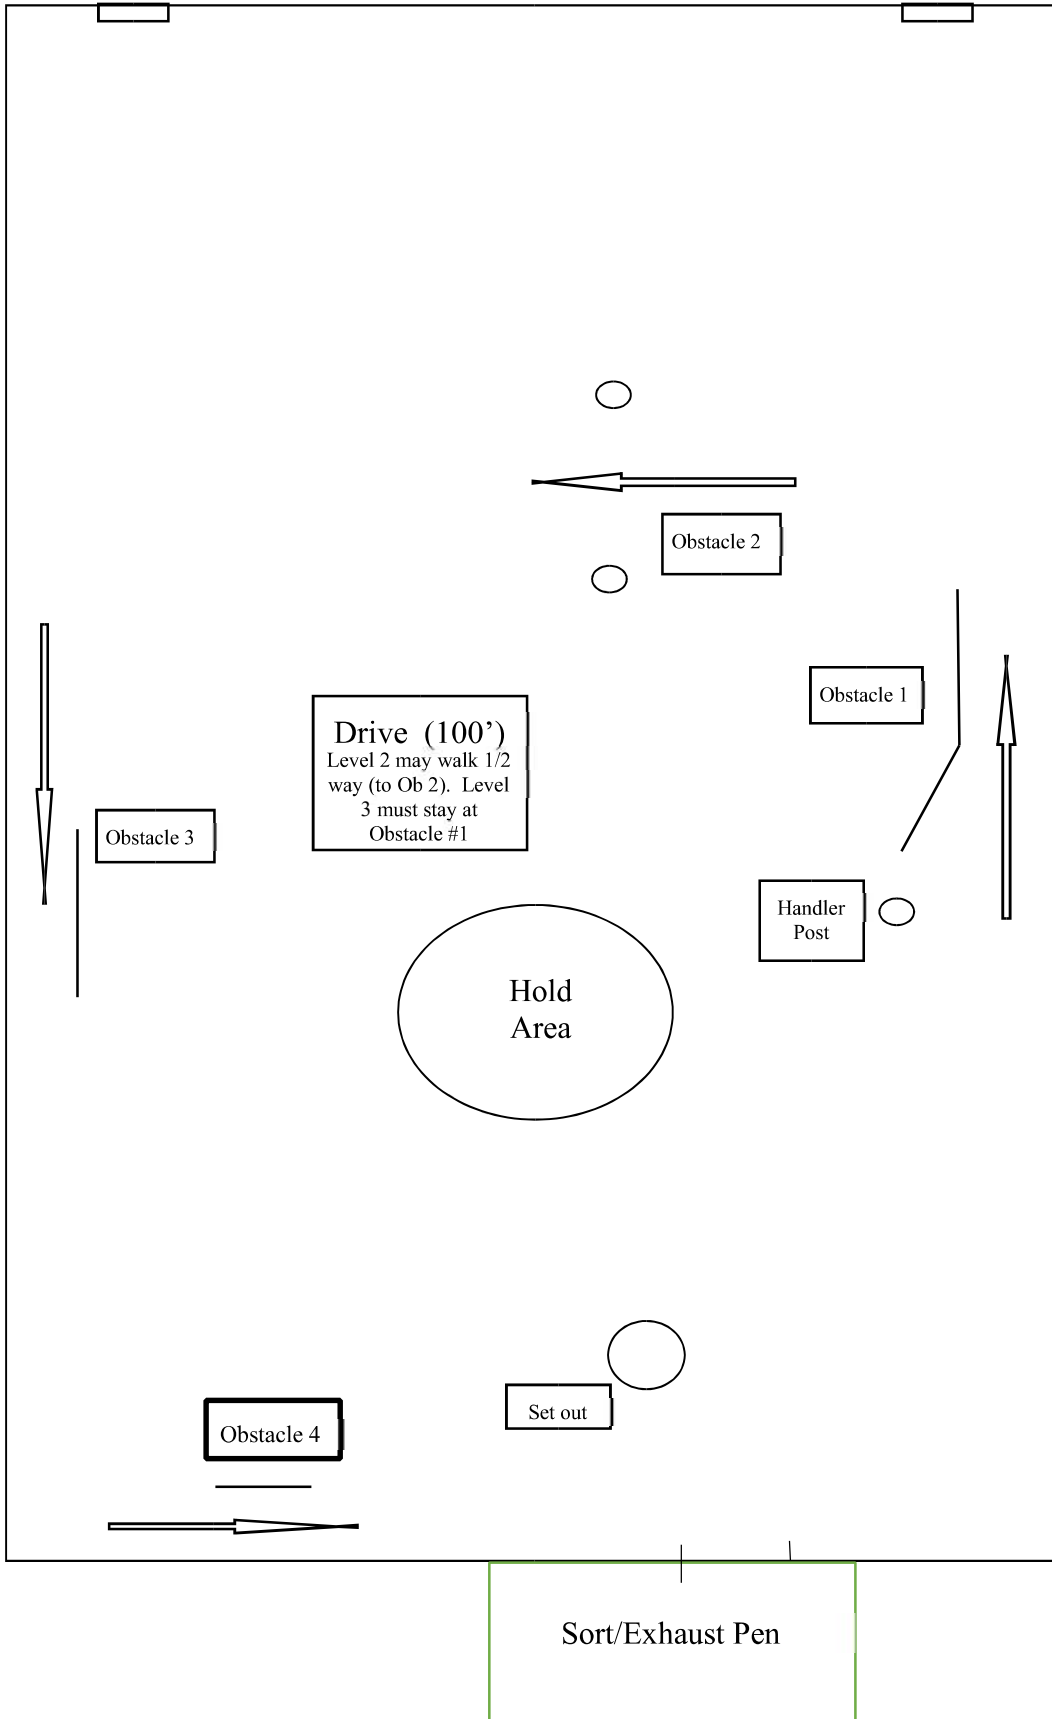 Obstacle 2
Obstacle 1
Drive (100’)
Level 2 may walk 1/2
way (to Ob 2). Level
3 must stay at
Obstacle #1
Obstacle 3
Handler
Post
Hold
Area
Set out
Obstacle 4
Sort/Exhaust Pen